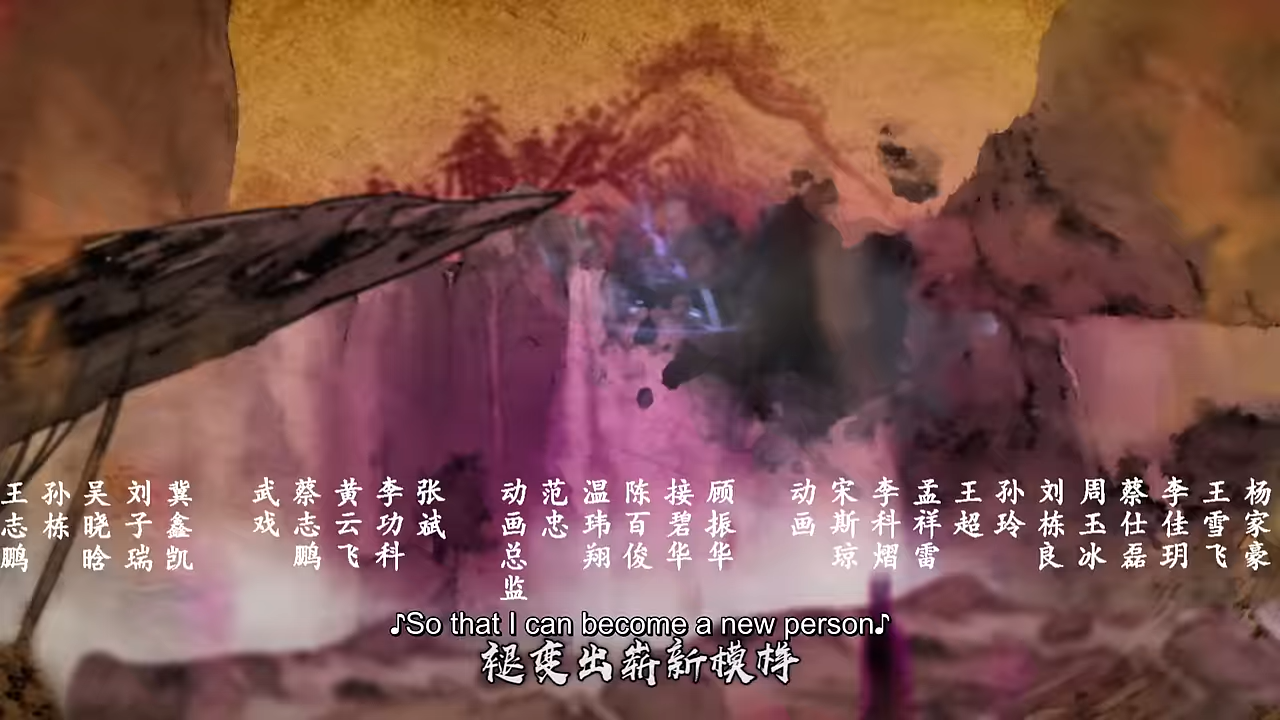 王志鹏
孙栋
吴晓晗
刘子瑞
冀鑫凯
武戏
蔡志鹏
黄云飞
李功科
张斌
动画总监
范忠
温玮翔
陈百俊
接碧华
顾振华
动画
宋斯琼
李科熠
孟祥雷
王超
孙玲
刘栋良
周玉冰
蔡仕磊
李佳玥
王雪飞
杨家豪
♪So that I can become a new person♪
褪变出崭新模样